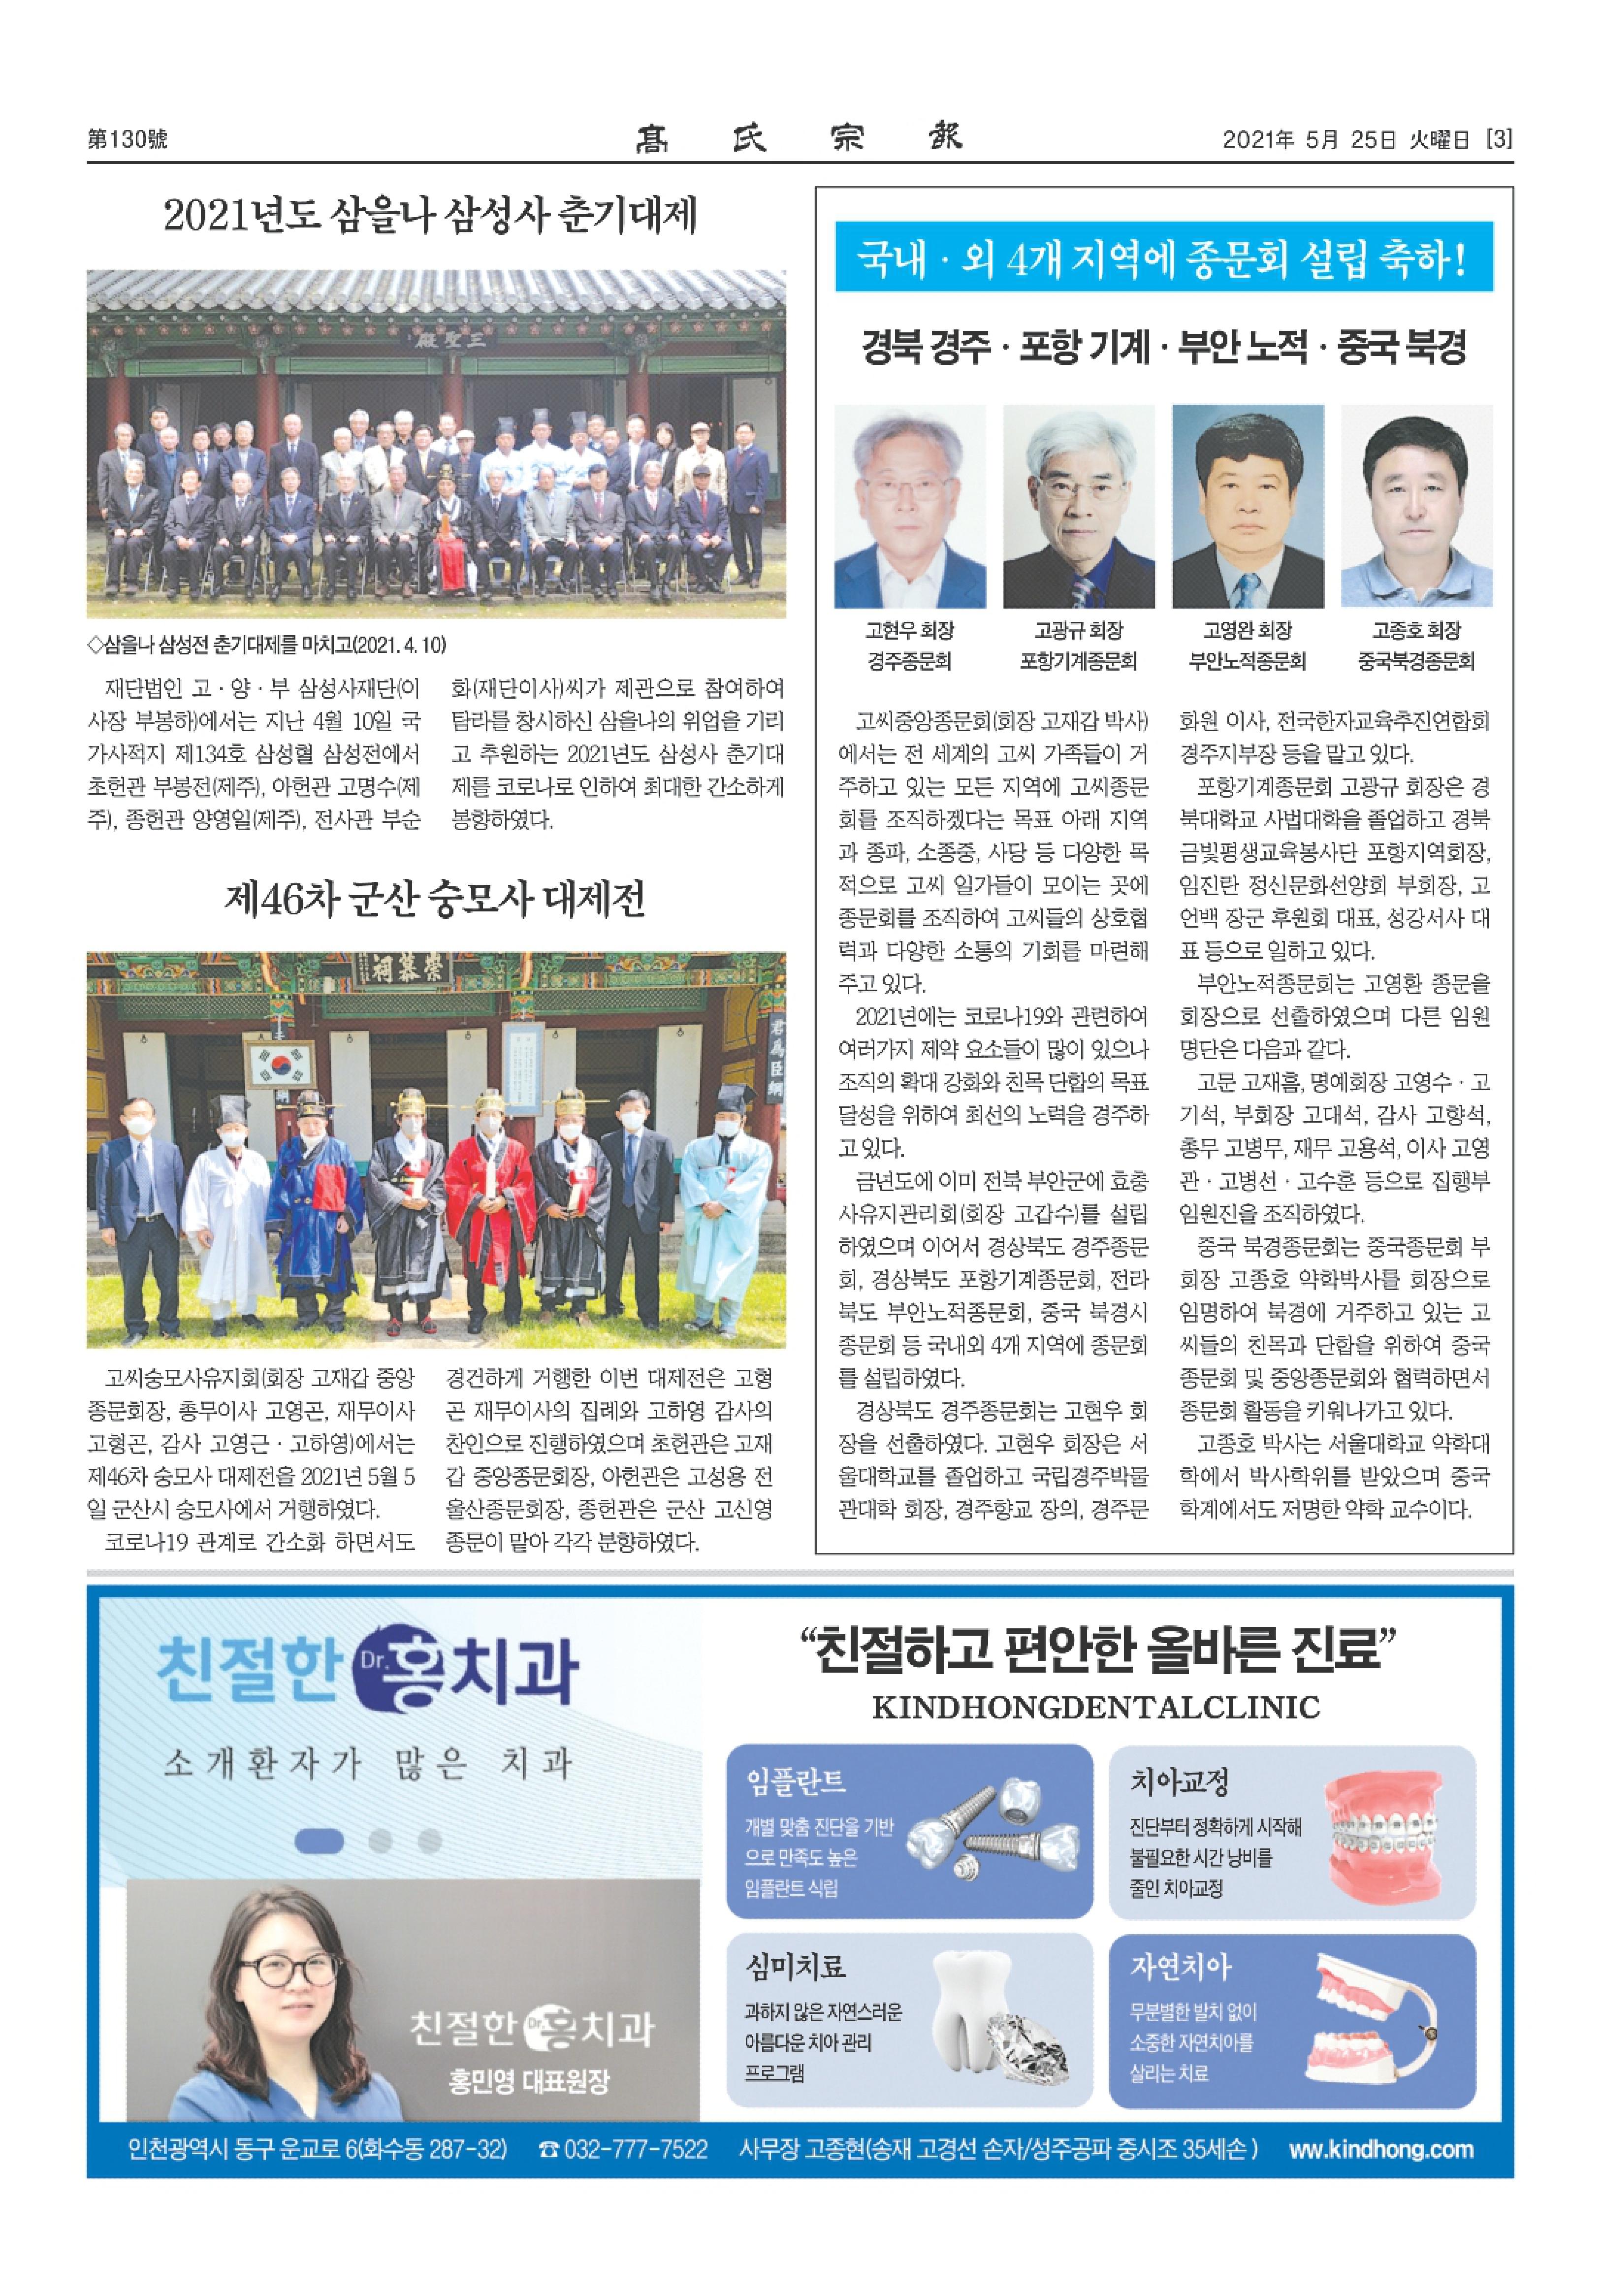 第130號
髙氏宗報
2021年 5月 25日 火曜日 [3]
2021년도 삼을나 삼성사 춘기대제
三聖殿
◇삼을나 삼성전 춘기대제를 마치고(2021. 4. 10)
재단법인 고·양·부 삼성사재단(이
사장 부봉하)에서는 지난 4월 10일 국
가사적지 제134호 삼성혈 삼성전에서
초헌관 부봉전(제주), 아헌관 고명수(제
주), 종헌관 양영일(제주), 전사관 부순
화(재단이사)씨가 제관으로 참여하여
탐라를 창시하신 삼을나의 위업을 기리
고 추원하는 2021년도 삼성사 춘기대
제를 코로나로 인하여 최대한 간소하게
봉향하였다.
제46차 군산 숭모사 대제전
崇慕祠
君爲臣綱
고씨숭모사유지회(회장 고재갑 중앙
종문회장, 총무이사 고영곤, 재무이사
고형곤, 감사 고영근·고하영)에서는
제46차 숭모사 대제전을 2021년 5월 5
일 군산시 숭모사에서 거행하였다.
코로나19 관계로 간소화 하면서도
경건하게 거행한 이번 대제전은 고형
곤 재무이사의 집례와 고하영 감사의
찬인으로 진행하였으며 초헌관은 고재
갑 중앙종문회장, 아헌관은 고성용 전
울산종문회장, 종헌관은 군산 고신영
종문이 맡아 각각 분향하였다.
국내·외 4개 지역에 종문회 설립 축하!
경북 경주·포항 기계·부안 노적·중국 북경
고현우 회장
경주종문회
고광규 회장
포항기계종문회
고영완 회장
부안노적종문회
고종호 회장
중국북경종문회
고씨중앙종문회(회장 고재갑 박사)
에서는 전 세계의 고씨 가족들이 거
주하고 있는 모든 지역에 고씨종문
회를 조직하겠다는 목표 아래 지역
과 종파, 소종중, 사당 등 다양한 목
적으로 고씨 일가들이 모이는 곳에
종문회를 조직하여 고씨들의 상호협
력과 다양한 소통의 기회를 마련해
주고 있다.
2021년에는 코로나19와 관련하여
여러가지 제약 요소들이 많이 있으나
조직의 확대 강화와 친목 단합의 목표
달성을 위하여 최선의 노력을 경주하
고 있다.
금년도에 이미 전북 부안군에 효충
사유지관리회(회장 고갑수)를 설립
하였으며 이어서 경상북도 경주종문
회, 경상북도 포항기계종문회, 전라
북도 부안노적종문회, 중국 북경시
종문회 등 국내외 4개 지역에 종문회
를 설립하였다.
경상북도 경주종문회는 고현우 회
장을 선출하였다. 고현우 회장은 서
울대학교를 졸업하고 국립경주박물
관대학 회장, 경주향교 장의, 경주문
화원 이사, 전국한자교육추진연합회
경주지부장 등을 맡고 있다.
포항기계종문회 고광규 회장은 경
북대학교 사범대학을 졸업하고 경북
금빛평생교육봉사단 포항지역회장,
임진란 정신문화선양회 부회장, 고
언백 장군 후원회 대표, 성강서사 대
표 등으로 일하고 있다.
부안노적종문회는 고영환 종문을
회장으로 선출하였으며 다른 임원
명단은 다음과 같다.
고문 고재흠, 명예회장 고영수·고
기석, 부회장 고대석, 감사 고향석,
총무 고병무, 재무 고용석, 이사 고영
관·고병선·고수훈 등으로 집행부
임원진을 조직하였다.
중국 북경종문회는 중국종문회 부
회장 고종호 약학박사를 회장으로
임명하여 북경에 거주하고 있는 고
씨들의 친목과 단합을 위하여 중국
종문회 및 중앙종문회와 협력하면서
종문회 활동을 키워나가고 있다.
고종호 박사는 서울대학교 약학대
학에서 박사학위를 받았으며 중국
학계에서도 저명한 약학 교수이다.
친절한 Dr.홍치과
소개환자가 많은 치과
친절한 Dr.홍치과
홍민영 대표원장
“친절하고 편안한 올바른 진료”
KINDHONGDENTALCLINIC
임플란트
개별 맞춤 진단을 기반
으로 만족도 높은
임플란트 식립
치아교정
진단부터 정확하게 시작해
불필요한 시간 낭비를
줄인 치아교정
심미치료
과하지 않은 자연스러운
아름다운 치아 관리
프로그램
자연치아
무분별한 발치 없이
소중한 자연치아를
살리는 치료
인천광역시 동구 운교로 6(화수동 287-32) ☎ 032-777-7522 사무장 고종현(송재 고경선 손자/성주공파 중시조 35세손) ww.kindhong.com